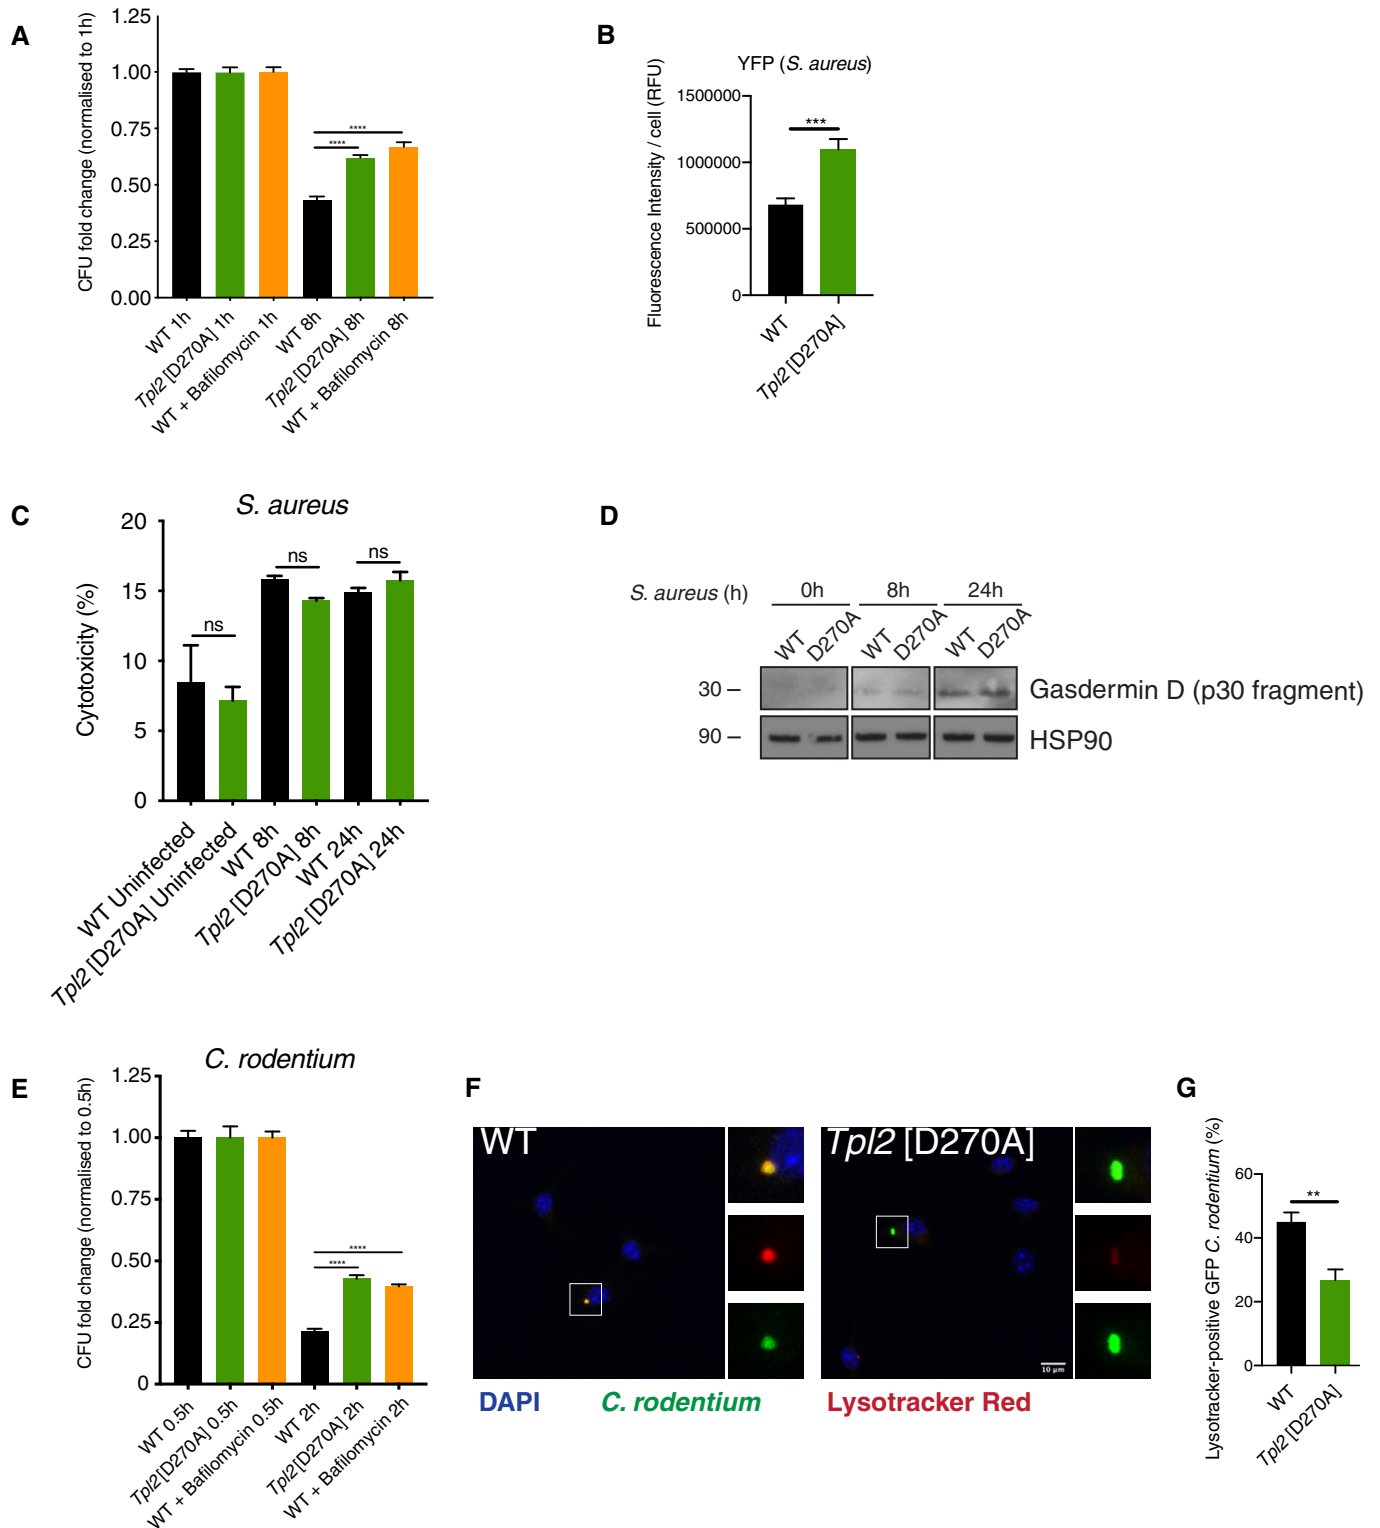 A
CFU fold change (normalised to 1h)
1.25
1.00
0.75
0.50
0.25
0.00
****
****
WT 1h
Tpl2 [D270A] 1h
WT + Bafilomycin 1h
WT 8h
Tpl2 [D270A] 8h
WT + Bafilomycin 8h
B
YFP (S. aureus)
Fluorescence Intensity / cell (RFU)
1500000
1000000
500000
0
***
WT
Tpl2 [D270A]
C
S. aureus
Cytotoxicity (%)
20
15
10
5
0
ns
ns
ns
WT Uninfected
Tpl2 [D270A] Uninfected
WT 8h
Tpl2 [D270A] 8h
WT 24h
Tpl2 [D270A] 24h
D
S. aureus (h)
0h
8h
24h
WT
D270A
WT
D270A
WT
D270A
30
Gasdermin D (p30 fragment)
90
HSP90
E
C. rodentium
CFU fold change (normalised to 0.5h)
1.25
1.00
0.75
0.50
0.25
0
****
****
WT 0.5h
Tpl2 [D270A] 0.5h
WT + Bafilomycin 0.5h
WT 2h
Tpl2 [D270A] 2h
WT + Bafilomycin 2h
F
WT
Tpl2 [D270A]
10 µm
DAPI
C. rodentium
Lysotracker Red
G
Lysotracker-positive GFP C. rodentium (%)
60
40
20
0
**
WT
Tpl2 [D270A]